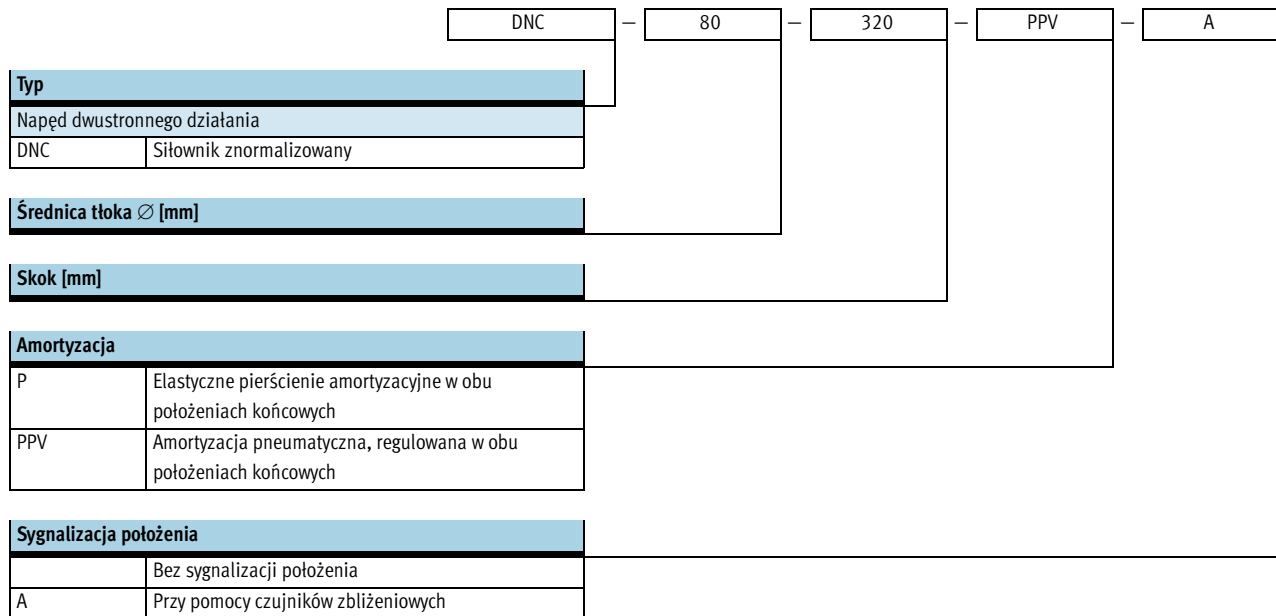 DNC – 80 – 320 – PPV – A
Typ
Napęd dwustronnego działania
DNC Siłownik znormalizowany
Średnica tłoka ∅ [mm]
Skok [mm]
Amortyzacja
P Elastyczne pierścienie amortyzacyjne w obu
położeniach końcowych
PPV Amortyzacja pneumatyczna, regulowana w obu
położeniach końcowych
Sygnalizacja położenia
Bez sygnalizacji położenia
A Przy pomocy czujników zbliżeniowych